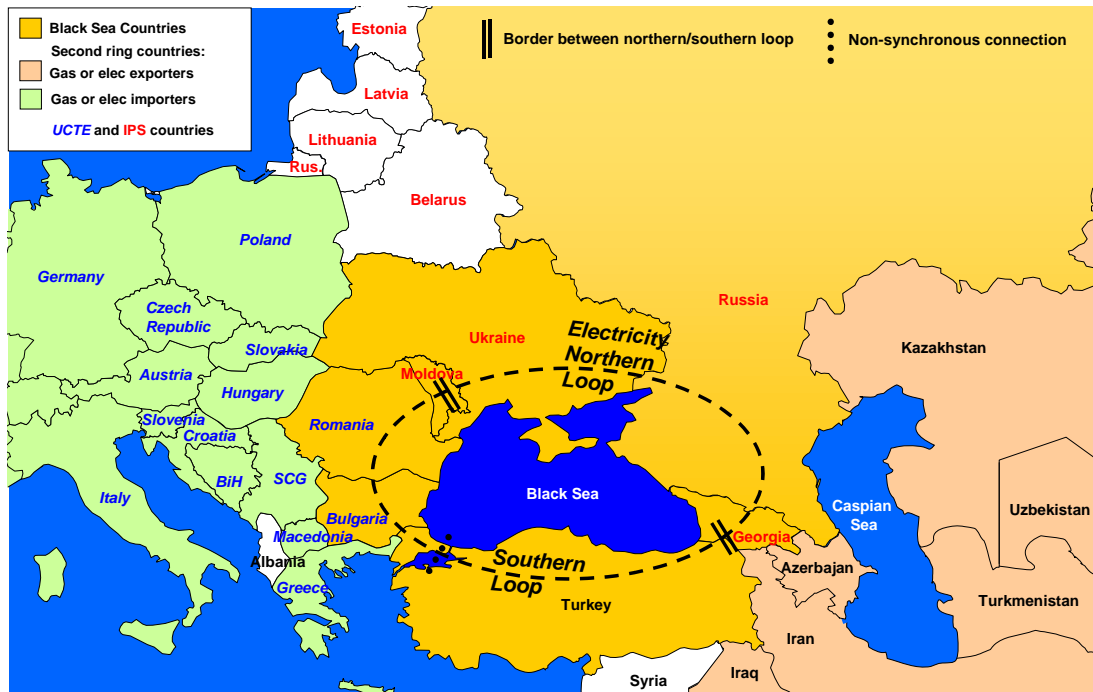 Black Sea Countries
Second ring countries:
Gas or elec exporters
Gas or elec importers
UCTE and IPS countries
Border between northern/southern loop
Non-synchronous connection
Estonia
Latvia
Lithuania
Rus.
Belarus
Poland
Germany
Czech
Republic
Slovakia
Austria
Hungary
Slovenia
Croatia
BiH
SCG
Italy
Macedonia
Albania
Greece
Bulgaria
Romania
Moldova
Ukraine
Russia
Electricity
Northern
Loop
Black Sea
Southern
Loop
Turkey
Georgia
Azerbajan
Kazakhstan
Caspian
Sea
Uzbekistan
Turkmenistan
Iran
Iraq
Syria